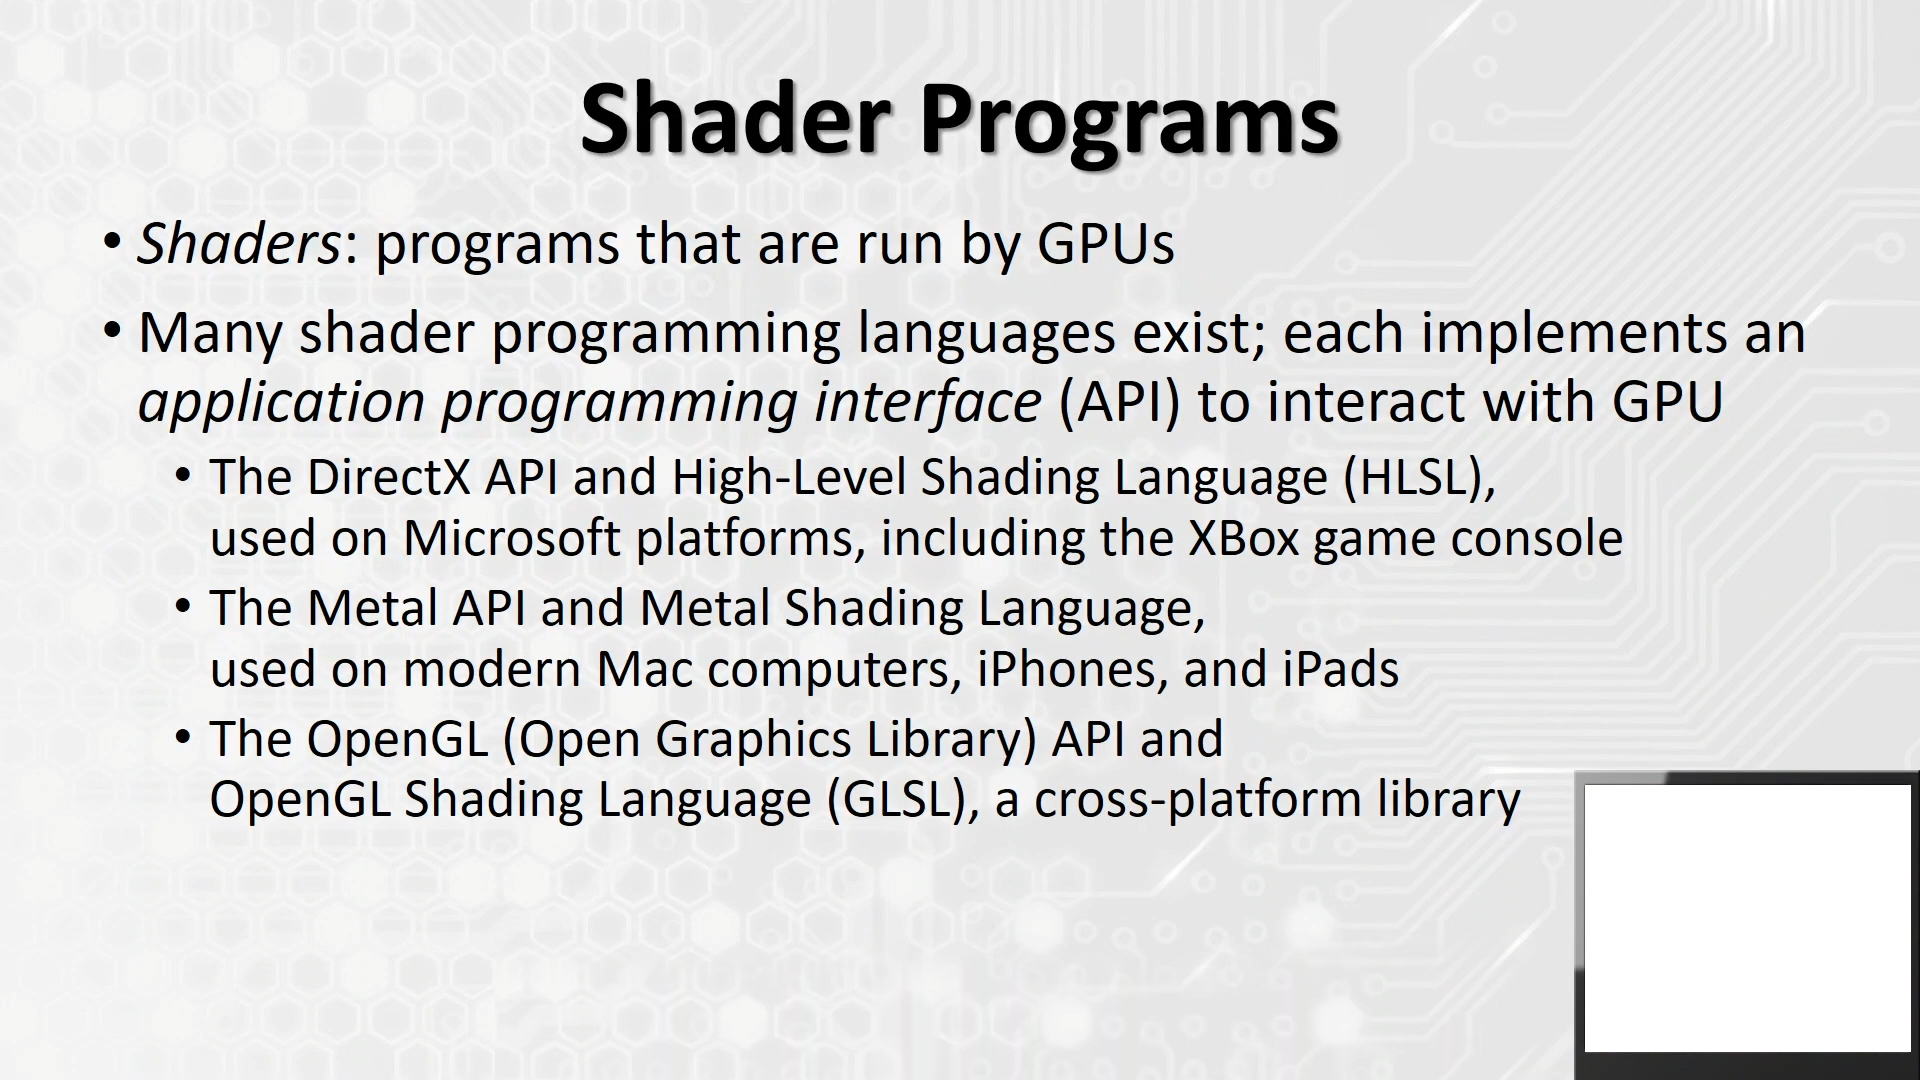 Shader Programs
• Shaders: programs that are run by GPUs
• Many shader programming languages exist; each implements an
application programming interface (API) to interact with GPU
• The DirectX API and High-Level Shading Language (HLSL),
used on Microsoft platforms, including the XBox game console
• The Metal API and Metal Shading Language,
used on modern Mac computers, iPhones, and iPads
• The OpenGL (Open Graphics Library) API and
OpenGL Shading Language (GLSL), a cross-platform library